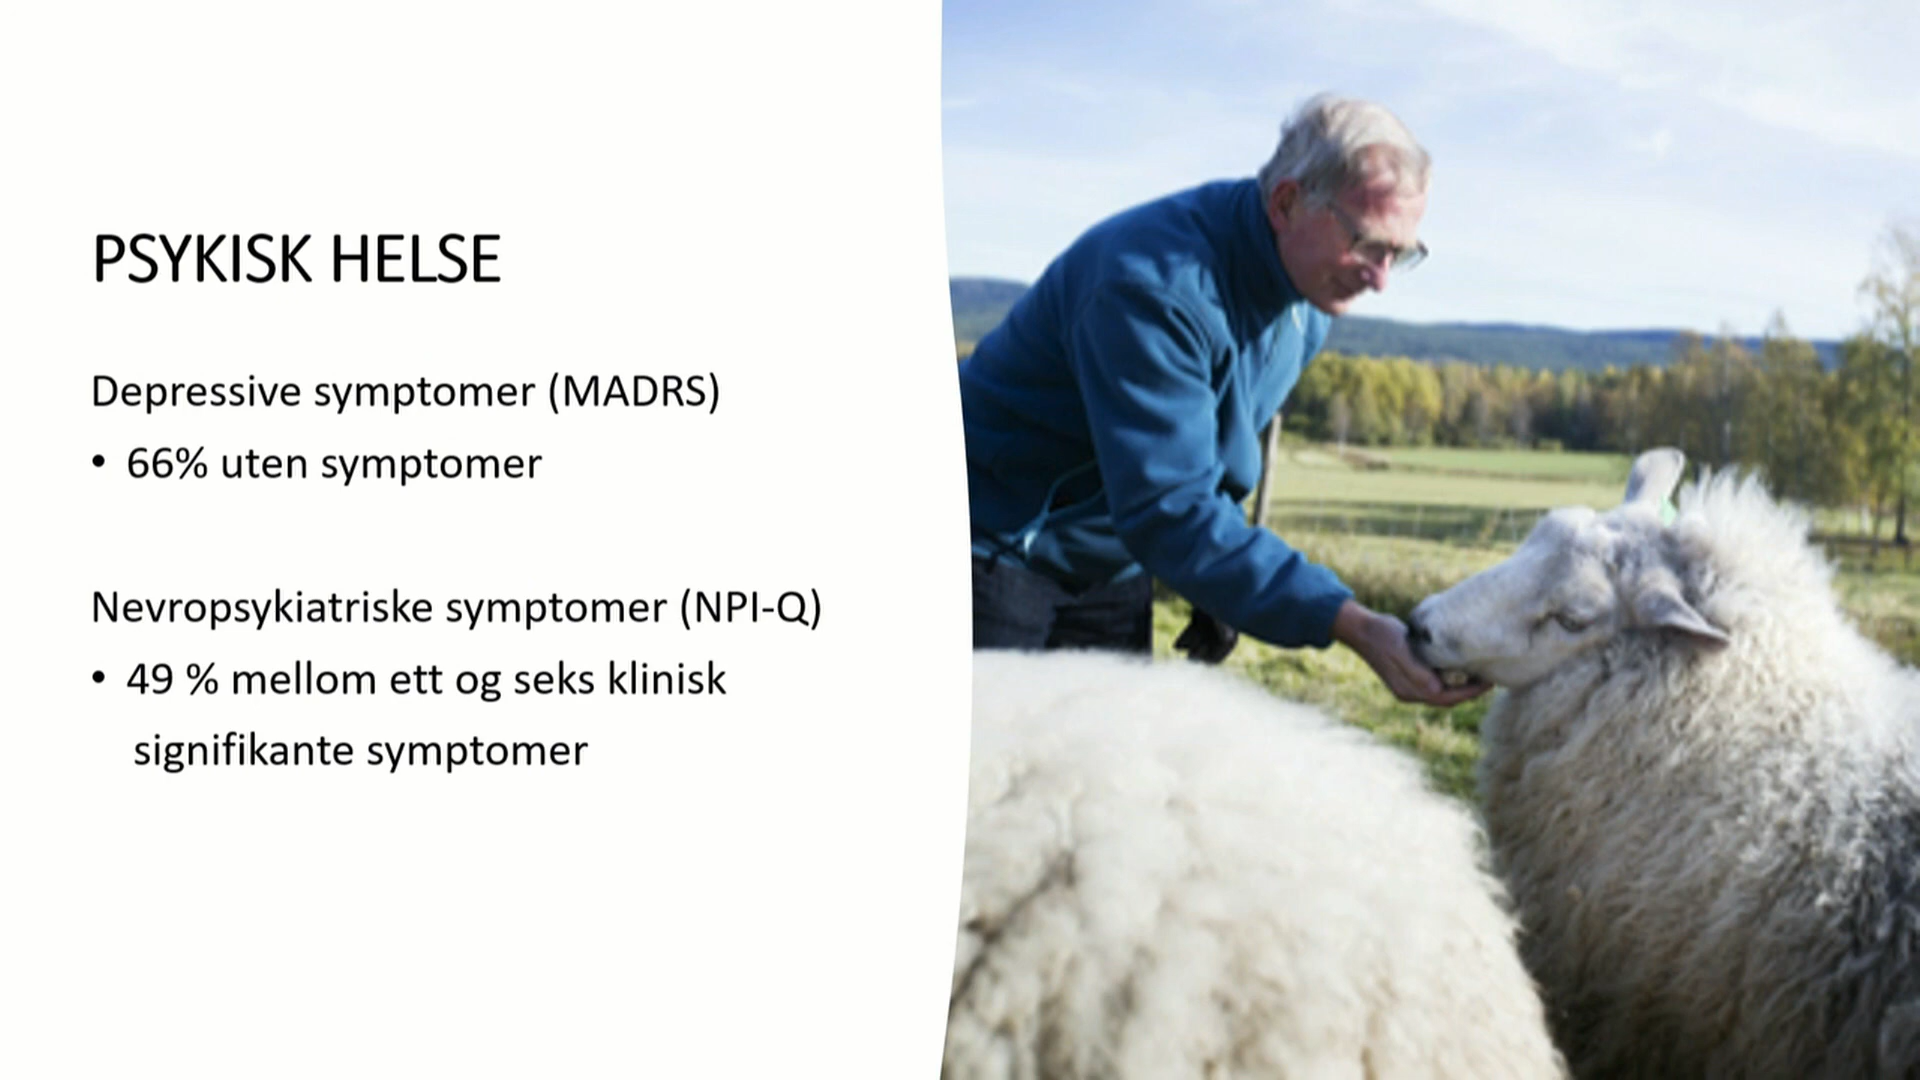 PSYKISK HELSE
Depressive symptomer (MADRS)
• 66% uten symptomer
Nevropsykiatriske symptomer (NPI-Q)
• 49 % mellom ett og seks klinisk
signifikante symptomer